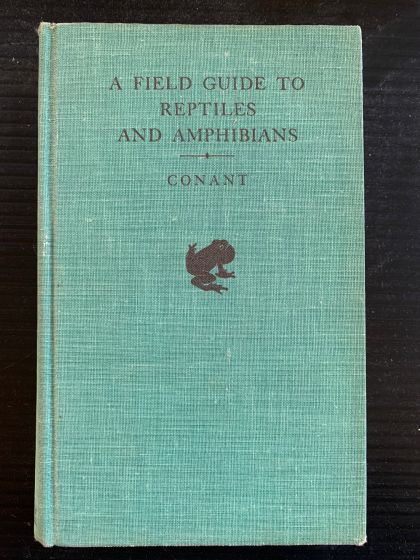 A FIELD GUIDE TO
REPTILES
AND AMPHIBIANS
CONANT